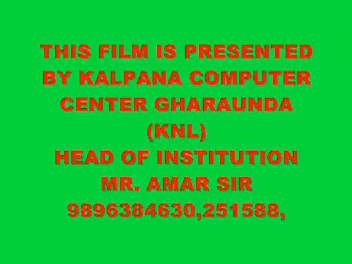 THIS FILM IS PRESENTED
BY KALPANA COMPUTER
CENTER GHARAUNDA
(KNL)
HEAD OF INSTITUTION
MR. AMAR SIR
9896384630,251588,